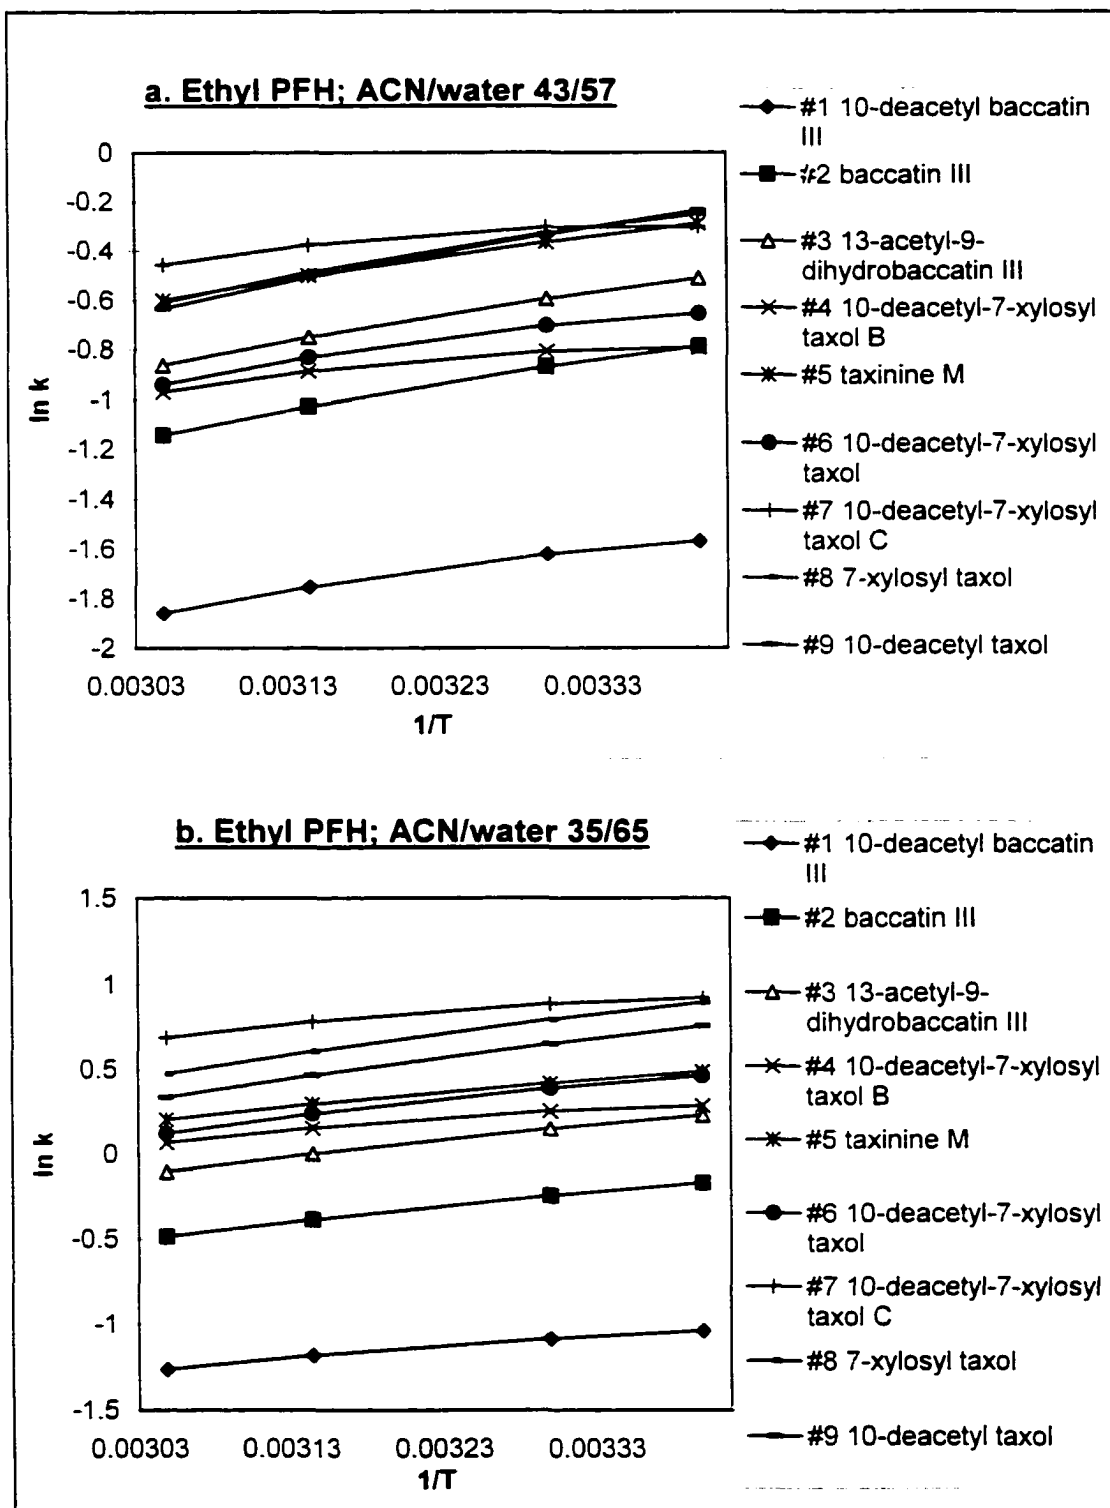 a. Ethyl PFH; ACN/water 43/57
0
-0.2
-0.4
-0.6
-0.8
-1
-1.2
-1.4
-1.6
-1.8
-2
ln k
0.00303 0.00313 0.00323 0.00333
1/T
#1 10-deacetyl baccatin
III
#2 baccatin III
#3 13-acetyl-9-
dihydrobaccatin III
#4 10-deacetyl-7-xylosyl
taxol B
#5 taxinine M
#6 10-deacetyl-7-xylosyl
taxol
#7 10-deacetyl-7-xylosyl
taxol C
#8 7-xylosyl taxol
#9 10-deacetyl taxol
b. Ethyl PFH; ACN/water 35/65
1.5
1
0.5
0
-0.5
-1
-1.5
ln k
0.00303 0.00313 0.00323 0.00333
1/T
#1 10-deacetyl baccatin
III
#2 baccatin III
#3 13-acetyl-9-
dihydrobaccatin III
#4 10-deacetyl-7-xylosyl
taxol B
#5 taxinine M
#6 10-deacetyl-7-xylosyl
taxol
#7 10-deacetyl-7-xylosyl
taxol C
#8 7-xylosyl taxol
#9 10-deacetyl taxol